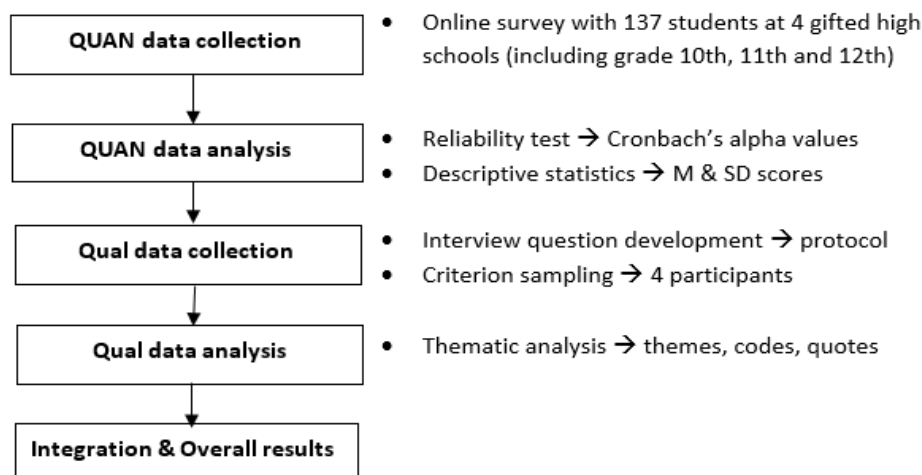 QUAN data collection
• Online survey with 137 students at 4 gifted high
schools (including grade 10th, 11th and 12th)
QUAN data analysis
• Reliability test → Cronbach’s alpha values
• Descriptive statistics → M & SD scores
Qual data collection
• Interview question development → protocol
• Criterion sampling → 4 participants
Qual data analysis
• Thematic analysis → themes, codes, quotes
Integration & Overall results